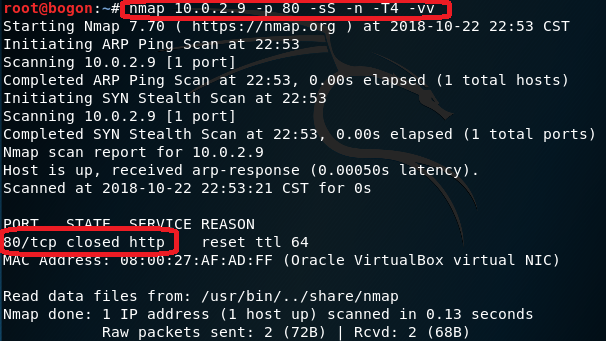 root@bogon:~# nmap 10.0.2.9 -p 80 -sS -n -T4 -vv
Starting Nmap 7.70 ( https://nmap.org ) at 2018-10-22 22:53 CST
Initiating ARP Ping Scan at 22:53
Scanning 10.0.2.9 [1 port]
Completed ARP Ping Scan at 22:53, 0.00s elapsed (1 total hosts)
Initiating SYN Stealth Scan at 22:53
Scanning 10.0.2.9 [1 port]
Completed SYN Stealth Scan at 22:53, 0.00s elapsed (1 total ports)
Nmap scan report for 10.0.2.9
Host is up, received arp-response (0.00050s latency).
Scanned at 2018-10-22 22:53:21 CST for 0s
PORT   STATE  SERVICE REASON
80/tcp closed http    reset ttl 64
MAC Address: 08:00:27:AF:AD:FF (Oracle VirtualBox virtual NIC)
Read data files from: /usr/bin/../share/nmap
Nmap done: 1 IP address (1 host up) scanned in 0.13 seconds
           Raw packets sent: 2 (72B) | Rcvd: 2 (68B)